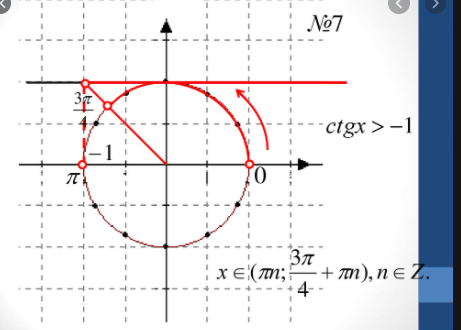 №7
3π/4
ctgx > −1
−1
π
0
x ∈ (πn; 3π/4 + πn), n ∈ Z.